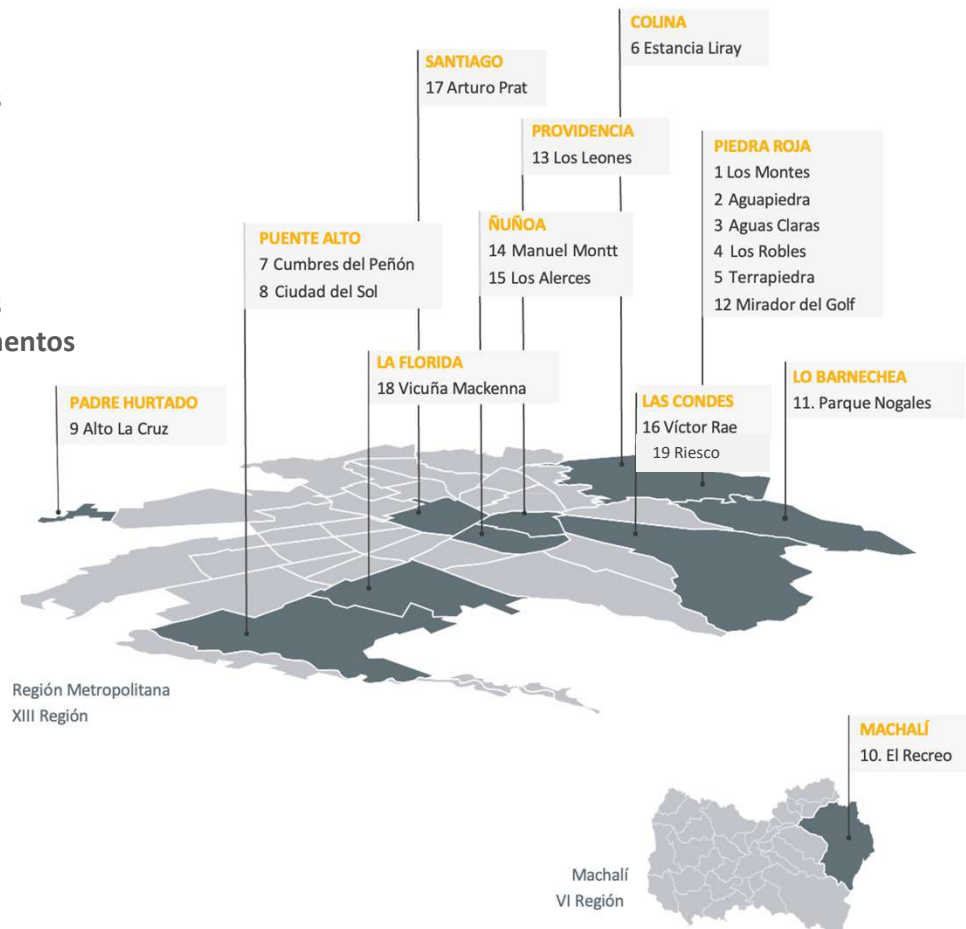 COLINA
6 Estancia Liray
SANTIAGO
17 Arturo Prat
PROVIDENCIA
13 Los Leones
PIEDRA ROJA
1 Los Montes
2 Aguapiedra
3 Aguas Claras
4 Los Robles
5 Terrapiedra
12 Mirador del Golf
PUENTE ALTO
7 Cumbres del Peñón
8 Ciudad del Sol
ÑUÑOA
14 Manuel Montt
15 Los Alerces
LA FLORIDA
18 Vicuña Mackenna
LO BARNECHEA
11. Parque Nogales
PADRE HURTADO
9 Alto La Cruz
LAS CONDES
16 Víctor Rae
19 Riesco
Región Metropolitana
XIII Región
MACHALÍ
10. El Recreo
Machalí
VI Región